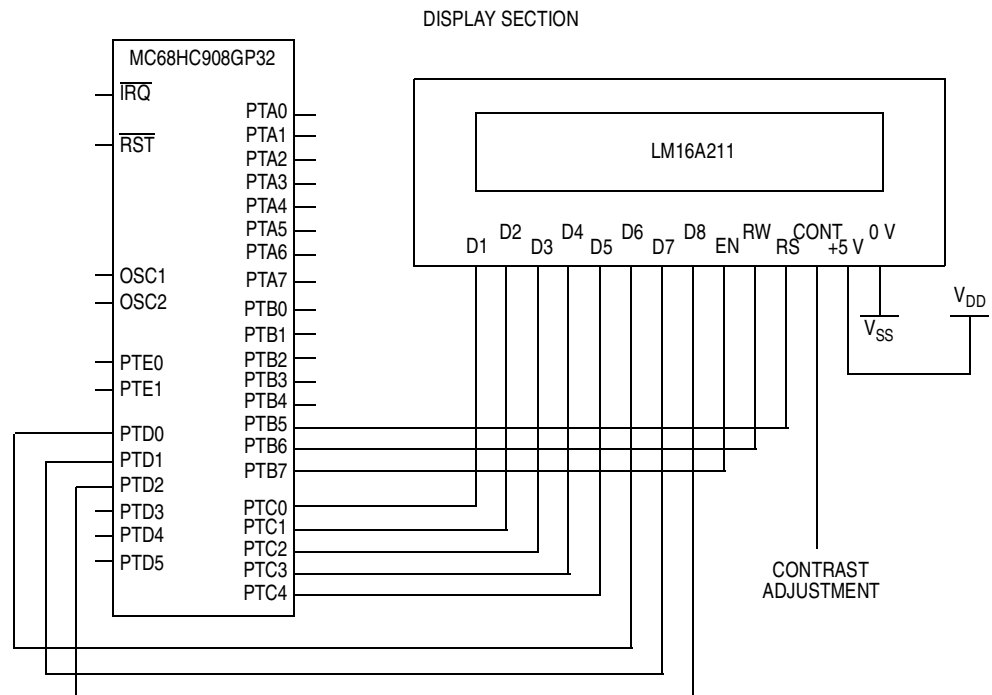 DISPLAY SECTION
MC68HC908GP32
IRQ
RST
OSC1
OSC2
PTE0
PTE1
PTD0
PTD1
PTD2
PTD3
PTD4
PTD5
PTA0
PTA1
PTA2
PTA3
PTA4
PTA5
PTA6
PTA7
PTB0
PTB1
PTB2
PTB3
PTB4
PTB5
PTB6
PTB7
PTC0
PTC1
PTC2
PTC3
PTC4
LM16A211
D1
D2
D3
D4
D5
D6
D7
D8
EN
RW
RS
CONT
+5 V
0 V
VSS
VDD
CONTRAST
ADJUSTMENT